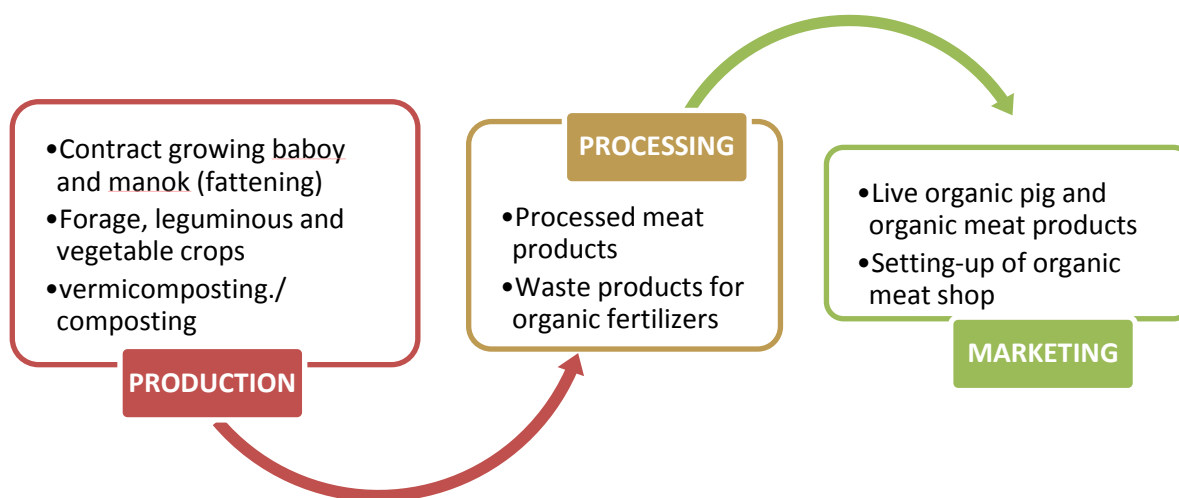 •Contract growing baboy
and manok (fattening)
•Forage, leguminous and
vegetable crops
•vermicomposting./
composting
PRODUCTION
PROCESSING
•Processed meat
products
•Waste products for
organic fertilizers
•Live organic pig and
organic meat products
•Setting-up of organic
meat shop
MARKETING